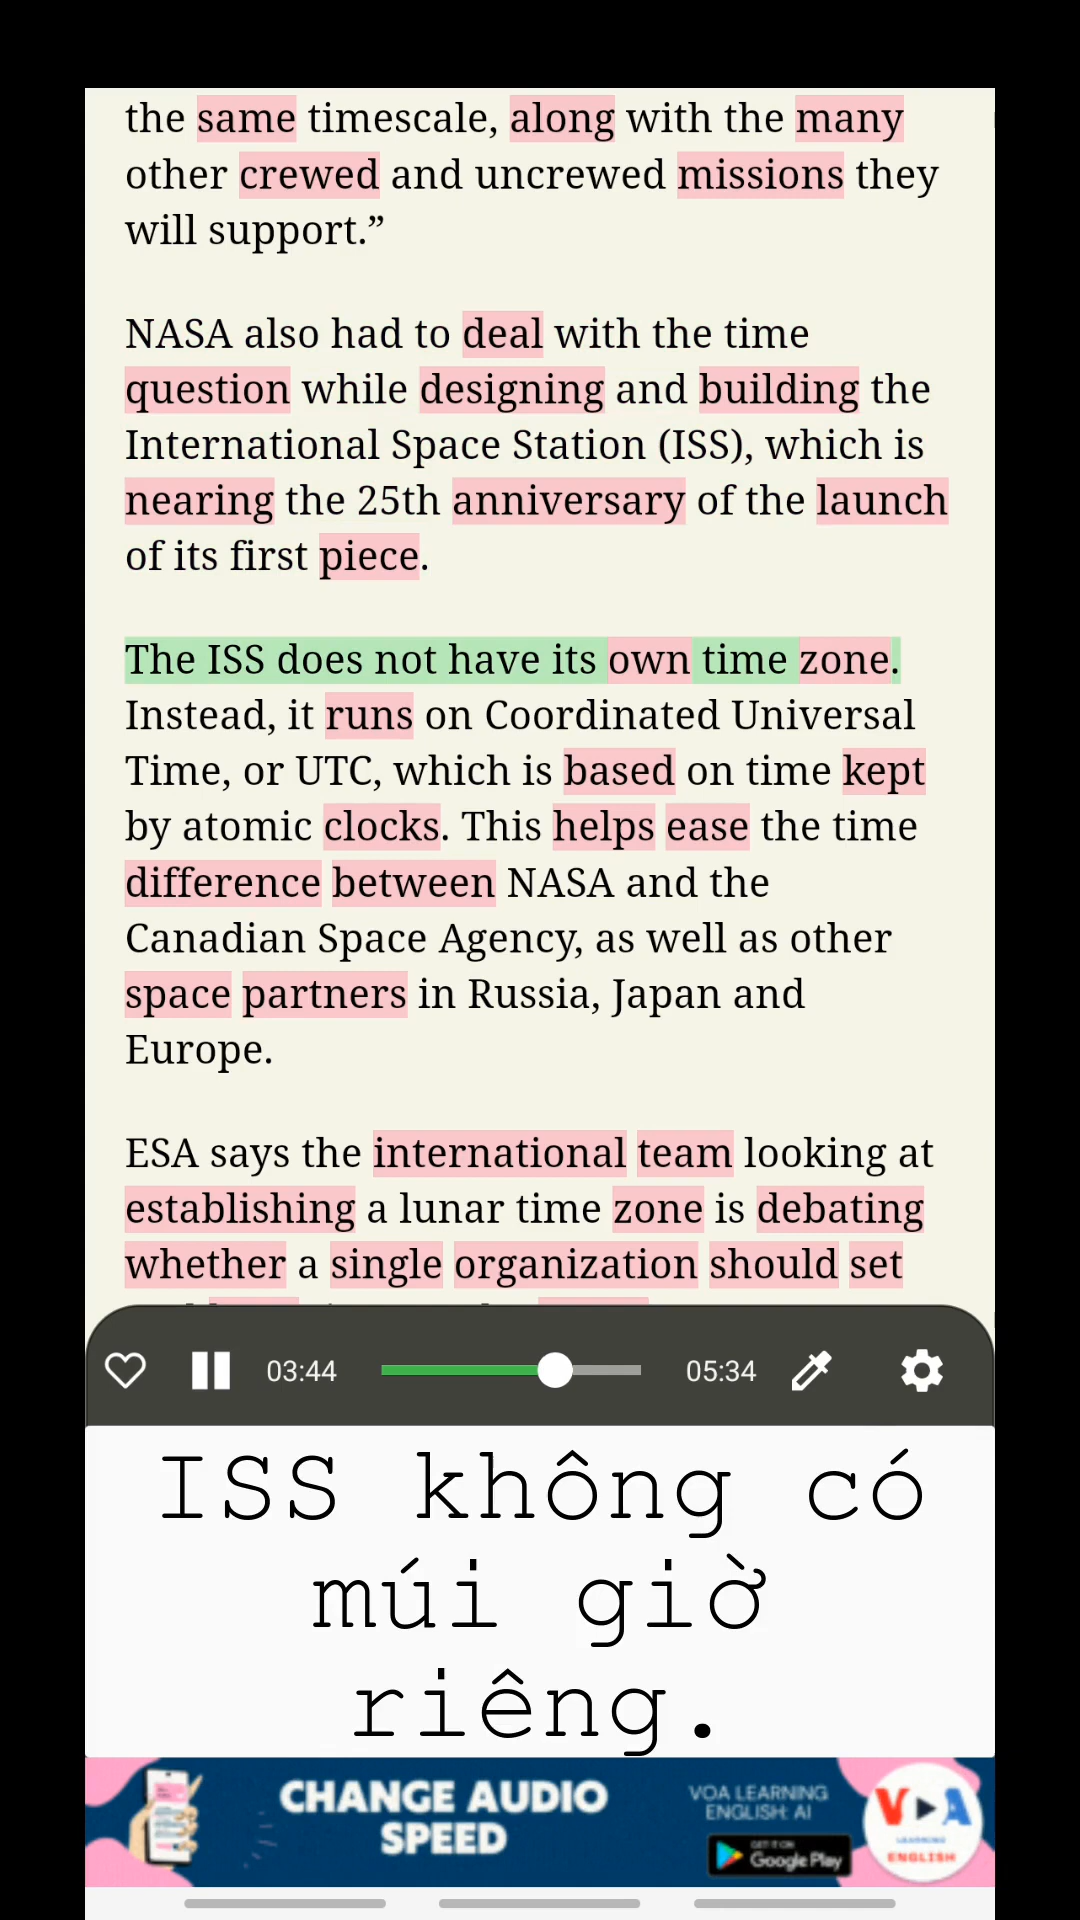 the same timescale, along with the many
other crewed and uncrewed missions they
will support.”
NASA also had to deal with the time
question while designing and building the
International Space Station (ISS), which is
nearing the 25th anniversary of the launch
of its first piece.
The ISS does not have its own time zone.
Instead, it runs on Coordinated Universal
Time, or UTC, which is based on time kept
by atomic clocks. This helps ease the time
difference between NASA and the
Canadian Space Agency, as well as other
space partners in Russia, Japan and
Europe.
ESA says the international team looking at
establishing a lunar time zone is debating
whether a single organization should set
03:44
05:34
ISS không có
múi giờ
riêng.
CHANGE AUDIO
SPEED
VOA LEARNING
ENGLISH: AI
GET IT ON
Google Play
VOA
LEARNING
ENGLISH